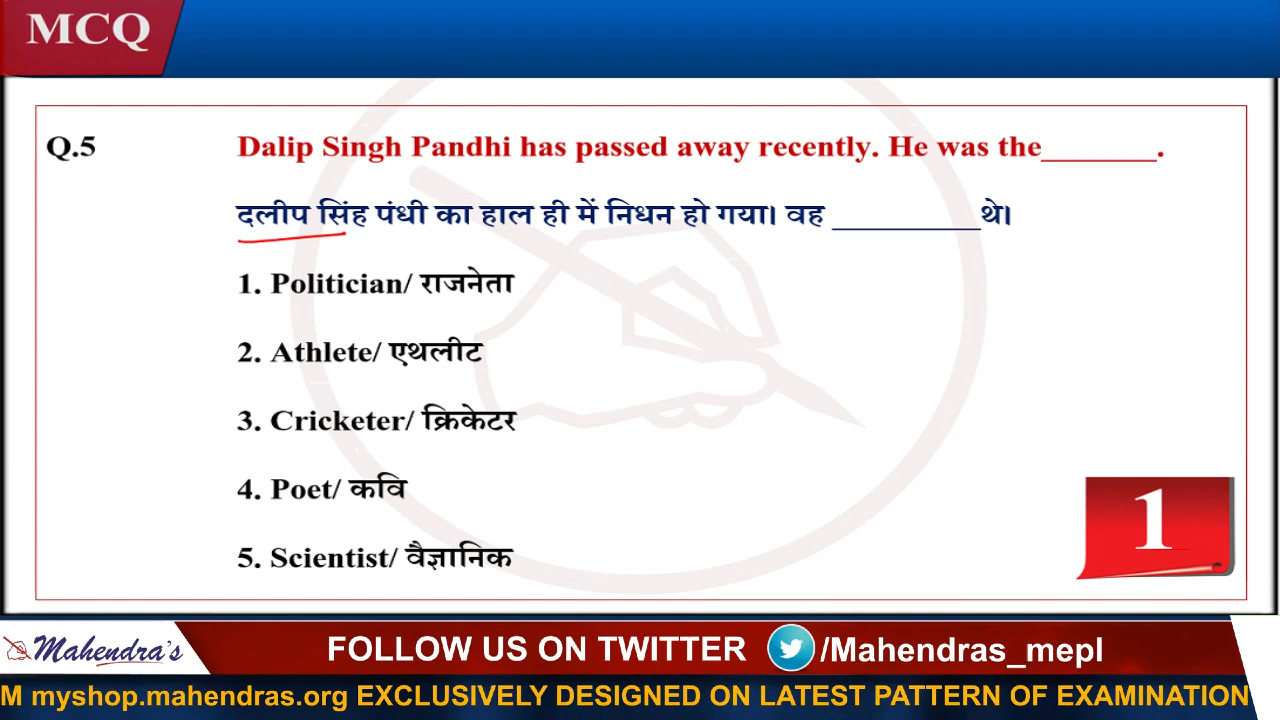 MCQ
Q.5 Dalip Singh Pandhi has passed away recently. He was the________.
दलीप सिंह पंधी का हाल ही में निधन हो गया। वह __________थे।
1. Politician/ राजनेता
2. Athlete/ एथलीट
3. Cricketer/ क्रिकेटर
4. Poet/ कवि
5. Scientist/ वैज्ञानिक
1
Mahendra's FOLLOW US ON TWITTER /Mahendras_mepl
M myshop.mahendras.org EXCLUSIVELY DESIGNED ON LATEST PATTERN OF EXAMINATION